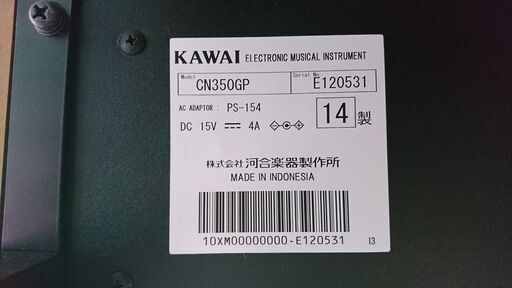 KAWAI ELECTRONIC MUSICAL INSTRUMENT
Model CN350GP Serial No. E120531
AC ADAPTOR : PS-154
DC 15V 4A
14 製
株式会社 河合楽器製作所
MADE IN INDONESIA
10XM00000000-E120531 I3